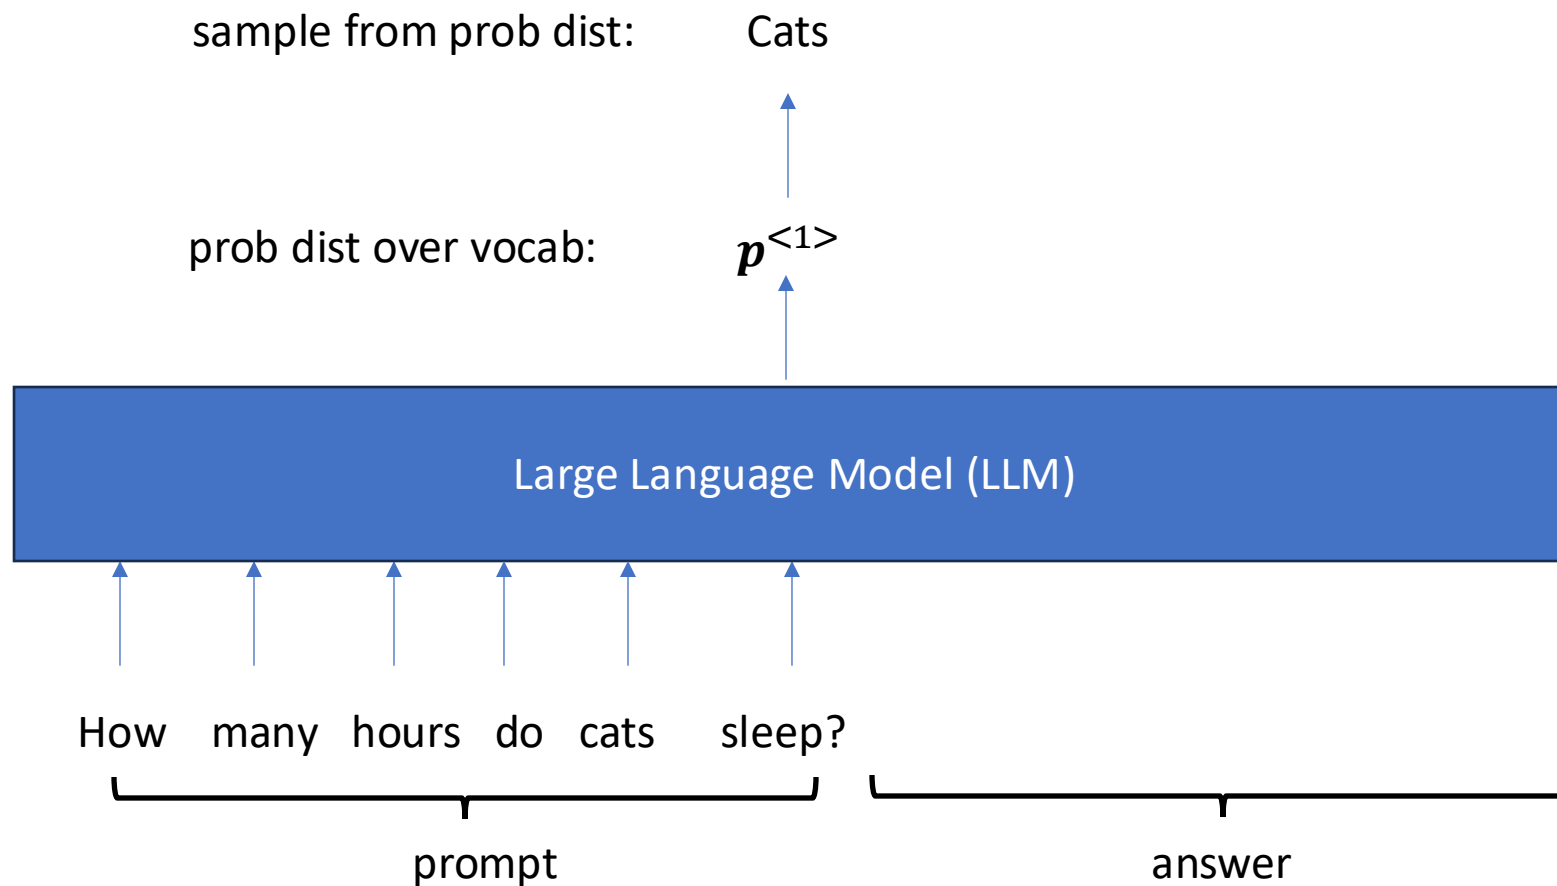 sample from prob dist: Cats
prob dist over vocab: p<1>
Large Language Model (LLM)
How many hours do cats sleep?
prompt answer